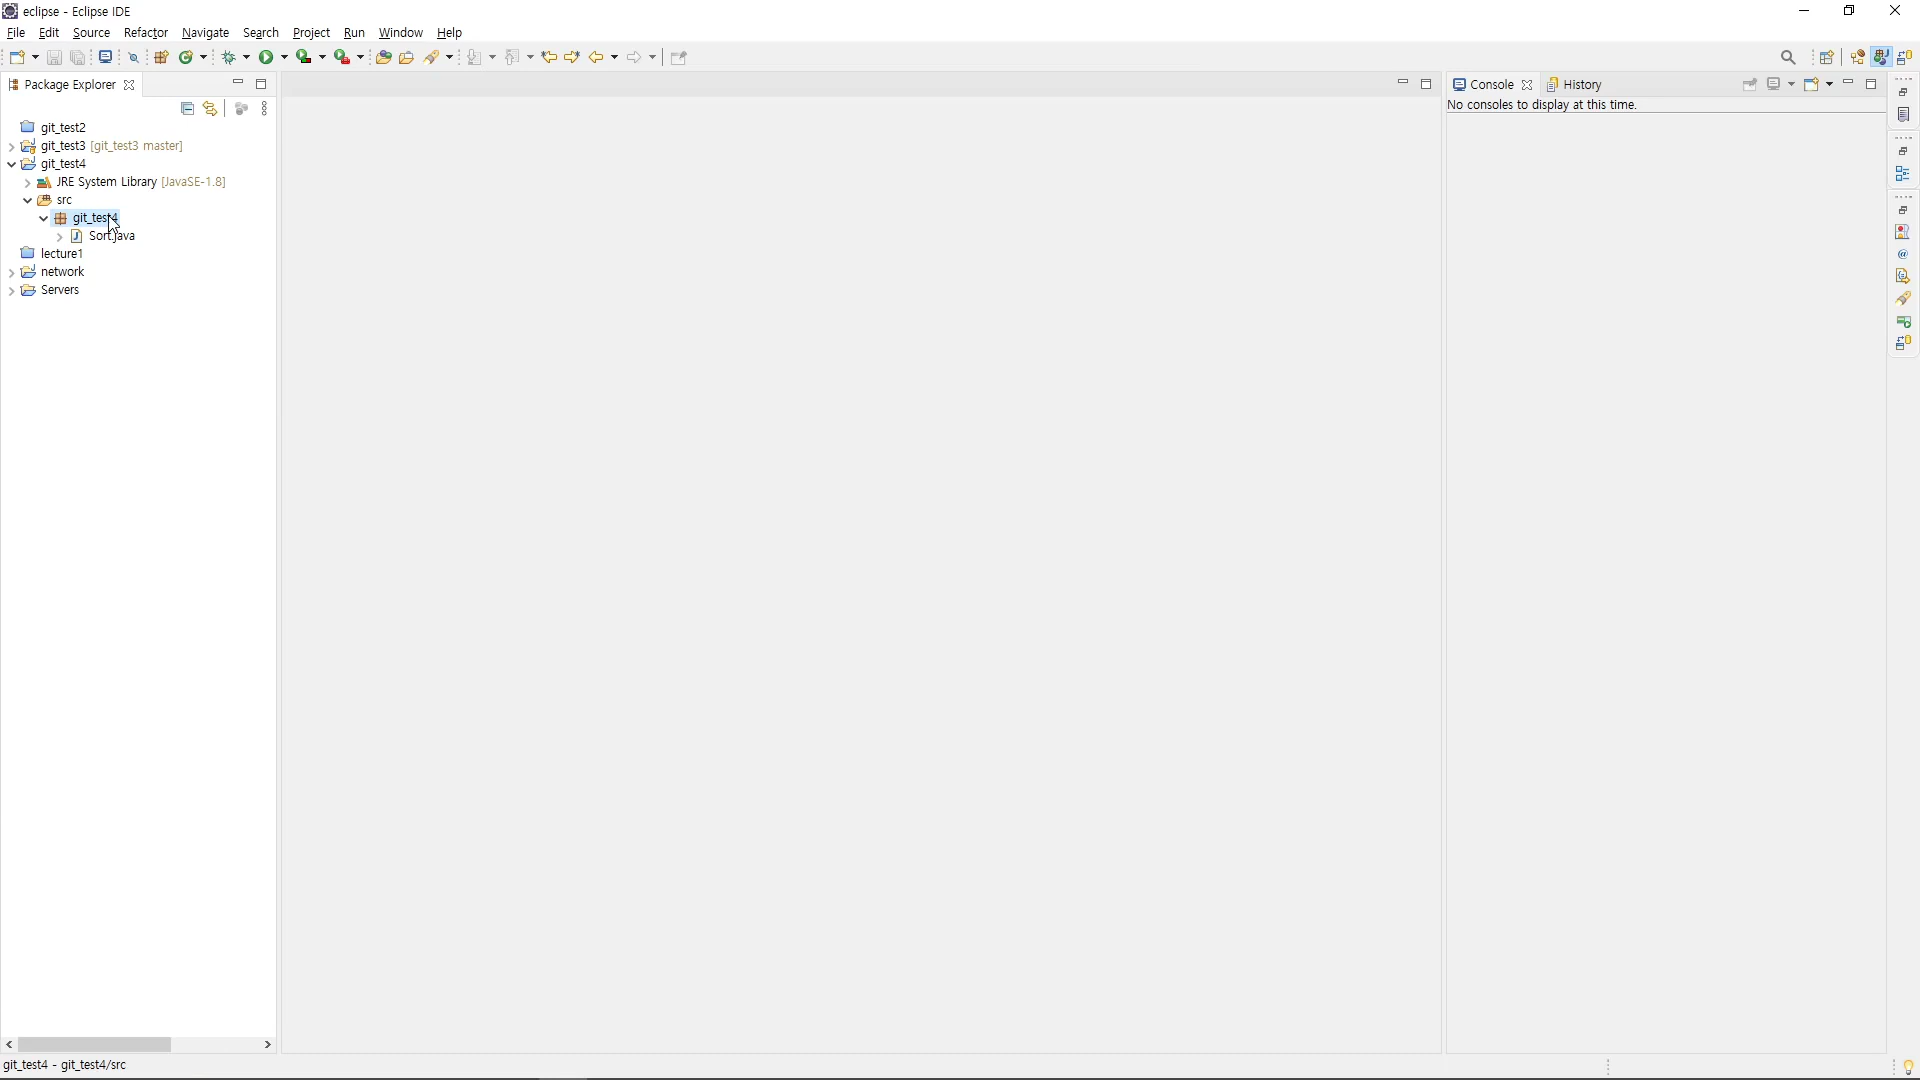 eclipse - Eclipse IDE
File Edit Source Refactor Navigate Search Project Run Window Help
Package Explorer
Console History
No consoles to display at this time.
git_test2
git_test3 [git_test3 master]
git_test4
JRE System Library [JavaSE-1.8]
src
git_test4
Sort.java
lecture1
network
Servers
git_test4 - git_test4/src